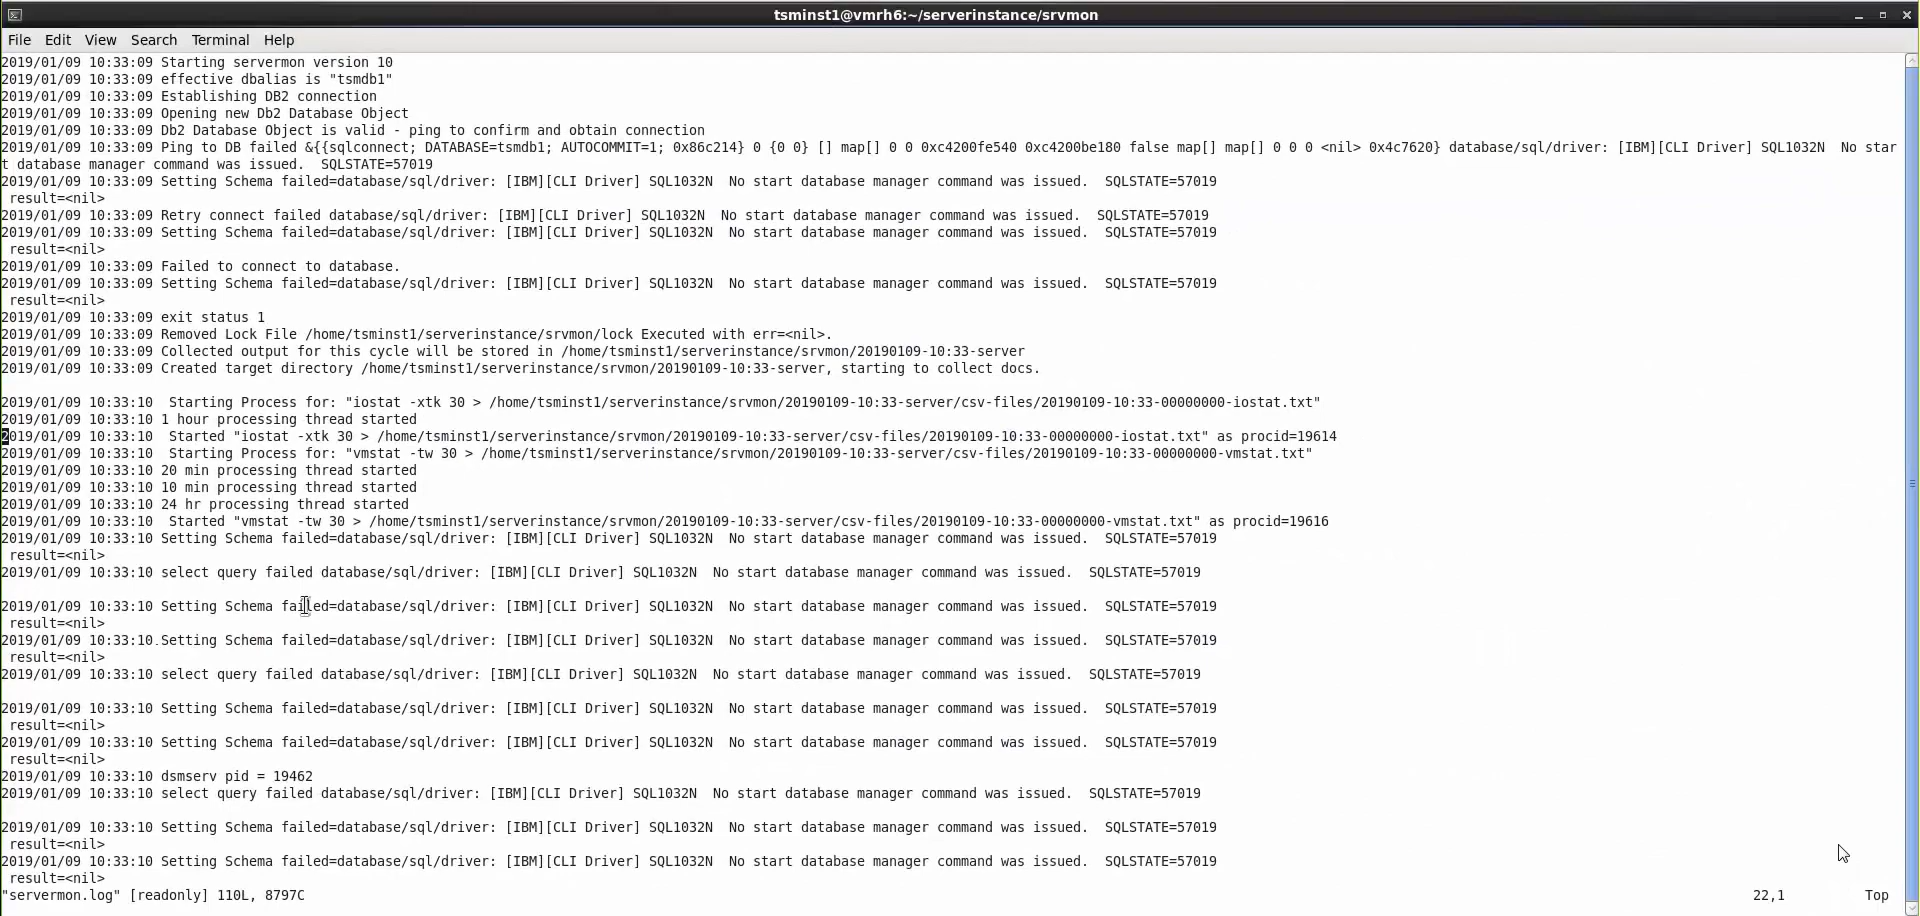 tsminst1@vmrh6:~/serverinstance/srvmon
File Edit View Search Terminal Help
2019/01/09 10:33:09 Starting servermon version 10
2019/01/09 10:33:09 effective dbalias is "tsmdb1"
2019/01/09 10:33:09 Establishing DB2 connection
2019/01/09 10:33:09 Opening new Db2 Database Object
2019/01/09 10:33:09 Db2 Database Object is valid - ping to confirm and obtain connection
2019/01/09 10:33:09 Ping to DB failed &{{sqlconnect; DATABASE=tsmdb1; AUTOCOMMIT=1; 0x86c214} 0 {0 0} [] map[] 0 0 0xc4200fe540 0xc4200be180 false map[] map[] 0 0 0 <nil> 0x4c7620} database/sql/driver: [IBM][CLI Driver] SQL1032N  No star
t database manager command was issued.  SQLSTATE=57019
2019/01/09 10:33:09 Setting Schema failed=database/sql/driver: [IBM][CLI Driver] SQL1032N  No start database manager command was issued.  SQLSTATE=57019
 result=<nil>
2019/01/09 10:33:09 Retry connect failed database/sql/driver: [IBM][CLI Driver] SQL1032N  No start database manager command was issued.  SQLSTATE=57019
2019/01/09 10:33:09 Setting Schema failed=database/sql/driver: [IBM][CLI Driver] SQL1032N  No start database manager command was issued.  SQLSTATE=57019
 result=<nil>
2019/01/09 10:33:09 Failed to connect to database.
2019/01/09 10:33:09 Setting Schema failed=database/sql/driver: [IBM][CLI Driver] SQL1032N  No start database manager command was issued.  SQLSTATE=57019
 result=<nil>
2019/01/09 10:33:09 exit status 1
2019/01/09 10:33:09 Removed Lock File /home/tsminst1/serverinstance/srvmon/lock Executed with err=<nil>.
2019/01/09 10:33:09 Collected output for this cycle will be stored in /home/tsminst1/serverinstance/srvmon/20190109-10:33-server
2019/01/09 10:33:09 Created target directory /home/tsminst1/serverinstance/srvmon/20190109-10:33-server, starting to collect docs.
2019/01/09 10:33:10  Starting Process for: "iostat -xtk 30 > /home/tsminst1/serverinstance/srvmon/20190109-10:33-server/csv-files/20190109-10:33-00000000-iostat.txt"
2019/01/09 10:33:10 1 hour processing thread started
2019/01/09 10:33:10  Started "iostat -xtk 30 > /home/tsminst1/serverinstance/srvmon/20190109-10:33-server/csv-files/20190109-10:33-00000000-iostat.txt" as procid=19614
2019/01/09 10:33:10  Starting Process for: "vmstat -tw 30 > /home/tsminst1/serverinstance/srvmon/20190109-10:33-server/csv-files/20190109-10:33-00000000-vmstat.txt"
2019/01/09 10:33:10 20 min processing thread started
2019/01/09 10:33:10 10 min processing thread started
2019/01/09 10:33:10 24 hr processing thread started
2019/01/09 10:33:10  Started "vmstat -tw 30 > /home/tsminst1/serverinstance/srvmon/20190109-10:33-server/csv-files/20190109-10:33-00000000-vmstat.txt" as procid=19616
2019/01/09 10:33:10 Setting Schema failed=database/sql/driver: [IBM][CLI Driver] SQL1032N  No start database manager command was issued.  SQLSTATE=57019
 result=<nil>
2019/01/09 10:33:10 select query failed database/sql/driver: [IBM][CLI Driver] SQL1032N  No start database manager command was issued.  SQLSTATE=57019
2019/01/09 10:33:10 Setting Schema failed=database/sql/driver: [IBM][CLI Driver] SQL1032N  No start database manager command was issued.  SQLSTATE=57019
 result=<nil>
2019/01/09 10:33:10 Setting Schema failed=database/sql/driver: [IBM][CLI Driver] SQL1032N  No start database manager command was issued.  SQLSTATE=57019
 result=<nil>
2019/01/09 10:33:10 select query failed database/sql/driver: [IBM][CLI Driver] SQL1032N  No start database manager command was issued.  SQLSTATE=57019
2019/01/09 10:33:10 Setting Schema failed=database/sql/driver: [IBM][CLI Driver] SQL1032N  No start database manager command was issued.  SQLSTATE=57019
 result=<nil>
2019/01/09 10:33:10 Setting Schema failed=database/sql/driver: [IBM][CLI Driver] SQL1032N  No start database manager command was issued.  SQLSTATE=57019
 result=<nil>
2019/01/09 10:33:10 dsmserv pid = 19462
2019/01/09 10:33:10 select query failed database/sql/driver: [IBM][CLI Driver] SQL1032N  No start database manager command was issued.  SQLSTATE=57019
2019/01/09 10:33:10 Setting Schema failed=database/sql/driver: [IBM][CLI Driver] SQL1032N  No start database manager command was issued.  SQLSTATE=57019
 result=<nil>
2019/01/09 10:33:10 Setting Schema failed=database/sql/driver: [IBM][CLI Driver] SQL1032N  No start database manager command was issued.  SQLSTATE=57019
 result=<nil>
"servermon.log" [readonly] 110L, 8797C 22,1 Top